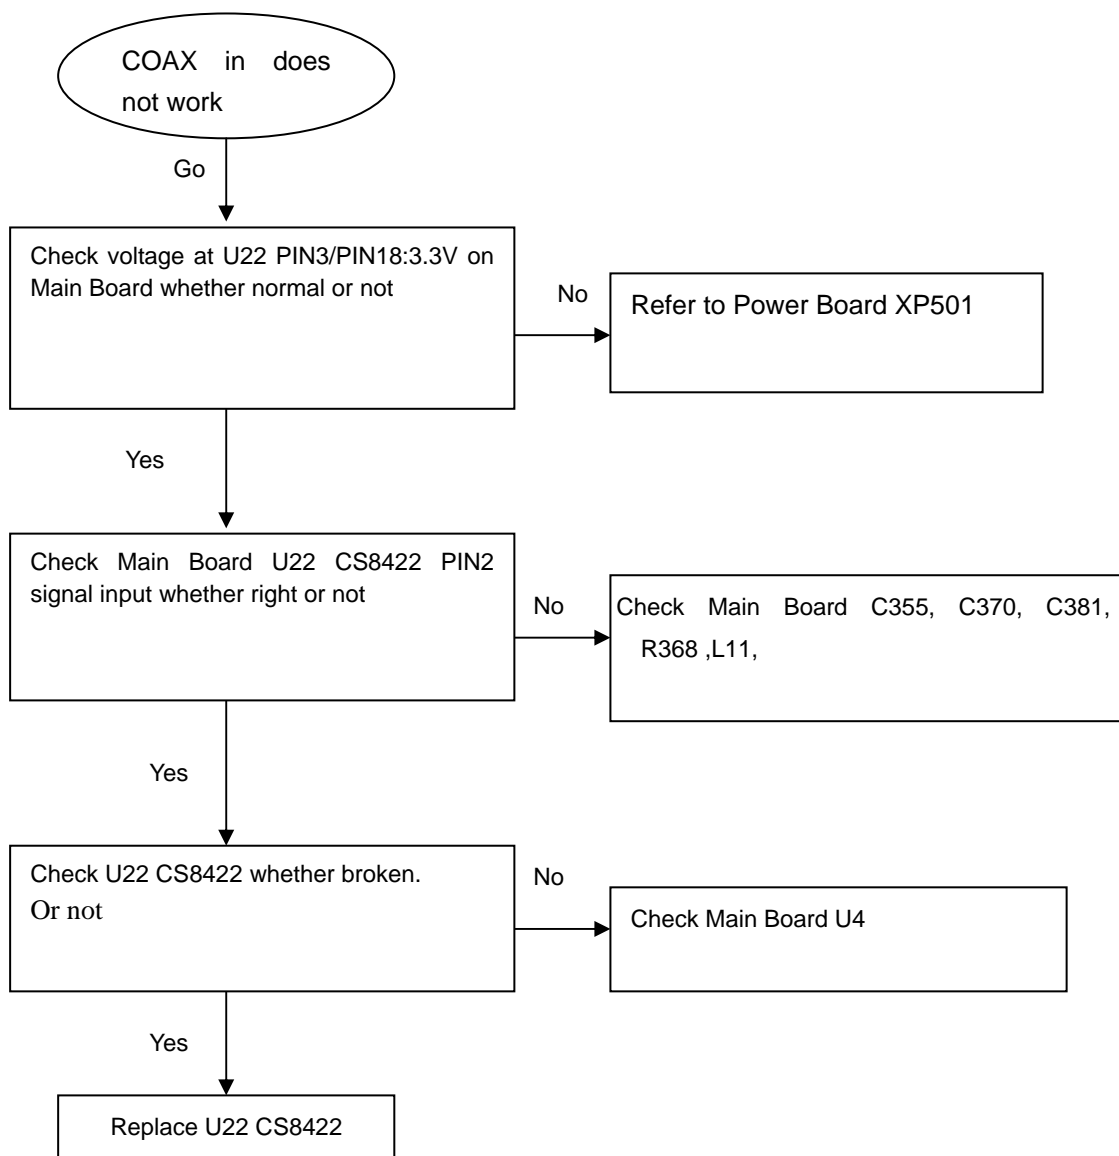 COAX in does
not work
Go
Check voltage at U22 PIN3/PIN18:3.3V on
Main Board whether normal or not
No
Refer to Power Board XP501
Yes
Check Main Board U22 CS8422 PIN2
signal input whether right or not
No
Check Main Board C355, C370, C381,
R368 ,L11,
Yes
Check U22 CS8422 whether broken.
Or not
No
Check Main Board U4
Yes
Replace U22 CS8422